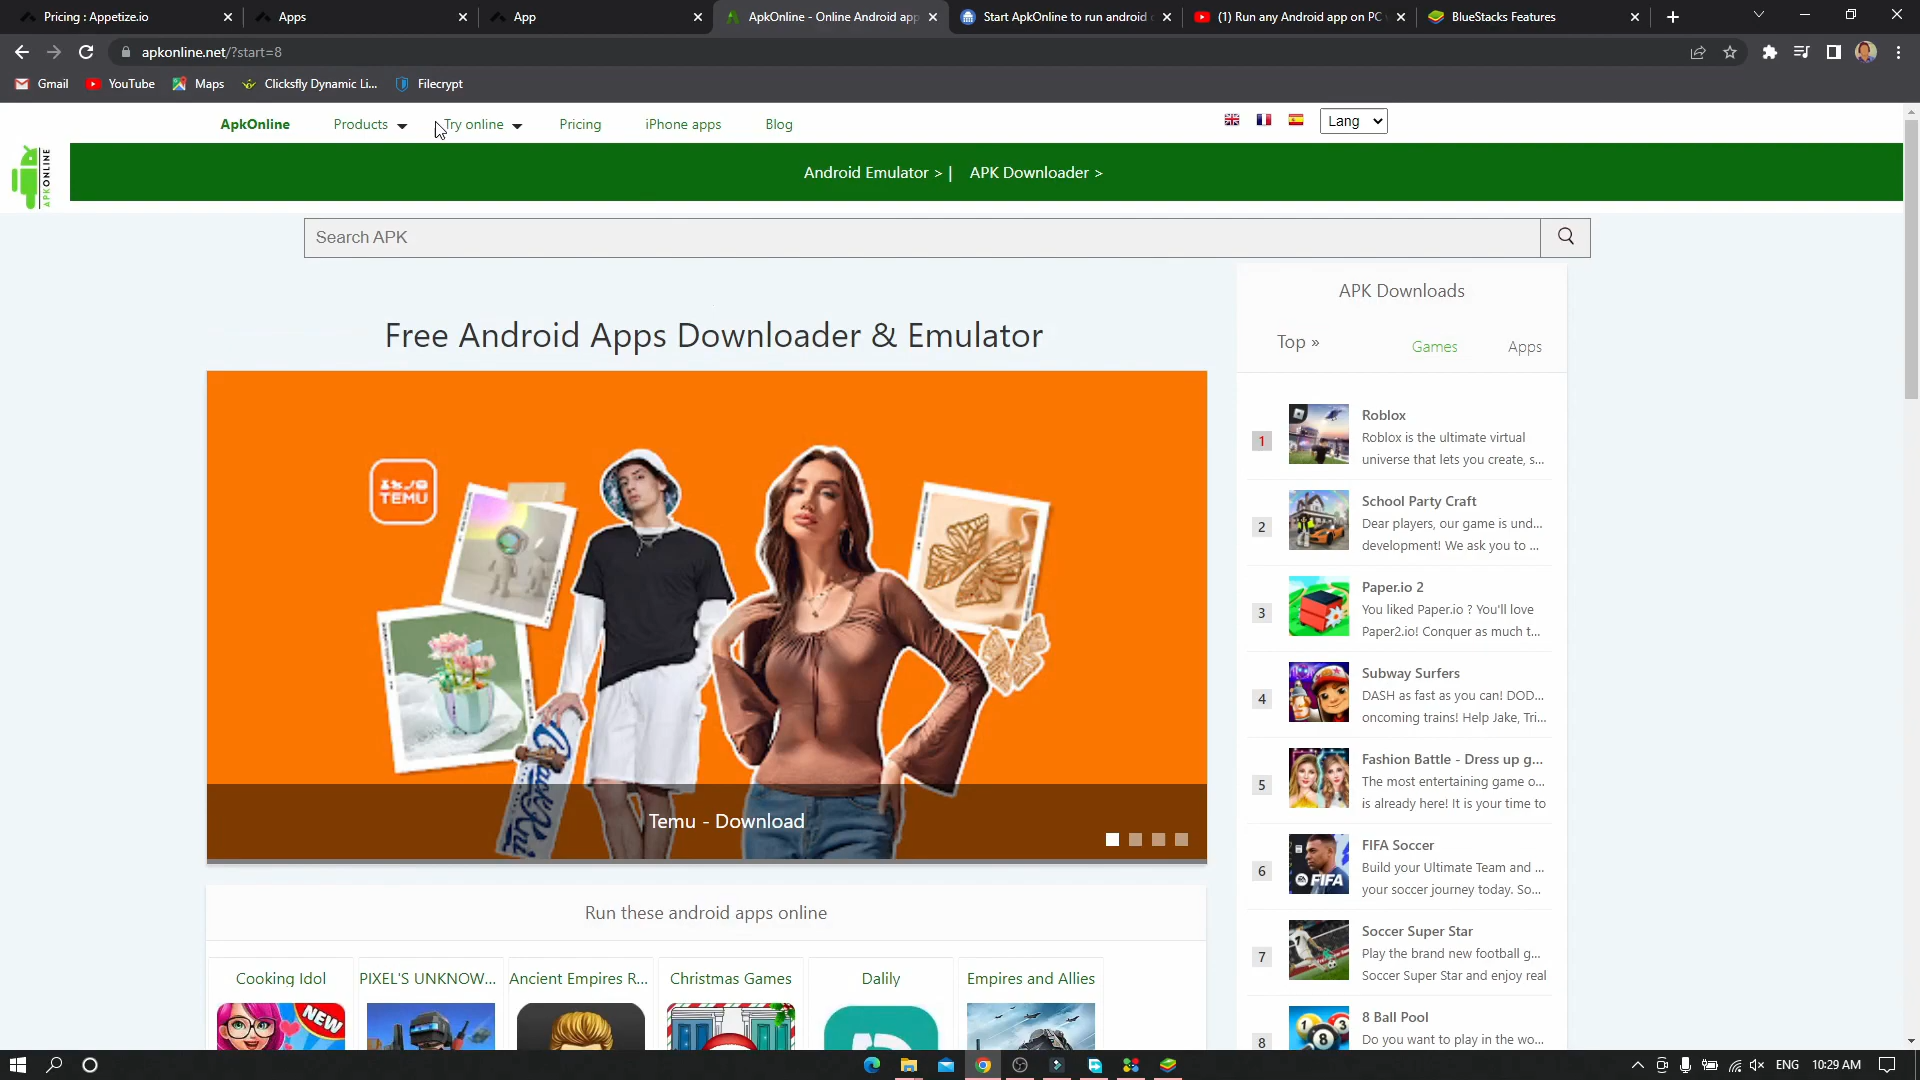 Pricing : Appetize.io
Apps
App
ApkOnline - Online Android app
Start ApkOnline to run android
(1) Run any Android app on PC
BlueStacks Features
apkonline.net/?start=8
Gmail
YouTube
Maps
Clicksfly Dynamic Li...
Filecrypt
ApkOnline
Products
Try online
Pricing
iPhone apps
Blog
Lang
APKONLINE
Android Emulator > |
APK Downloader >
Search APK
Free Android Apps Downloader & Emulator
TEMU
Temu - Download
Run these android apps online
Cooking Idol
PIXEL'S UNKNOW...
Ancient Empires R...
Christmas Games
Dalily
Empires and Allies
NEW
APK Downloads
Top »
Games
Apps
1
Roblox
Roblox is the ultimate virtual
universe that lets you create, s...
2
School Party Craft
Dear players, our game is und...
development! We ask you to ...
3
Paper.io 2
You liked Paper.io ? You'll love
Paper2.io! Conquer as much t...
4
Subway Surfers
DASH as fast as you can! DOD...
oncoming trains! Help Jake, Tri...
5
Fashion Battle - Dress up g...
The most entertaining game o...
is already here! It is your time to
6
FIFA
FIFA Soccer
Build your Ultimate Team and ...
your soccer journey today. So...
7
Soccer Super Star
Play the brand new football g...
Soccer Super Star and enjoy real
8
8 Ball Pool
Do you want to play in the wo...
ENG
10:29 AM